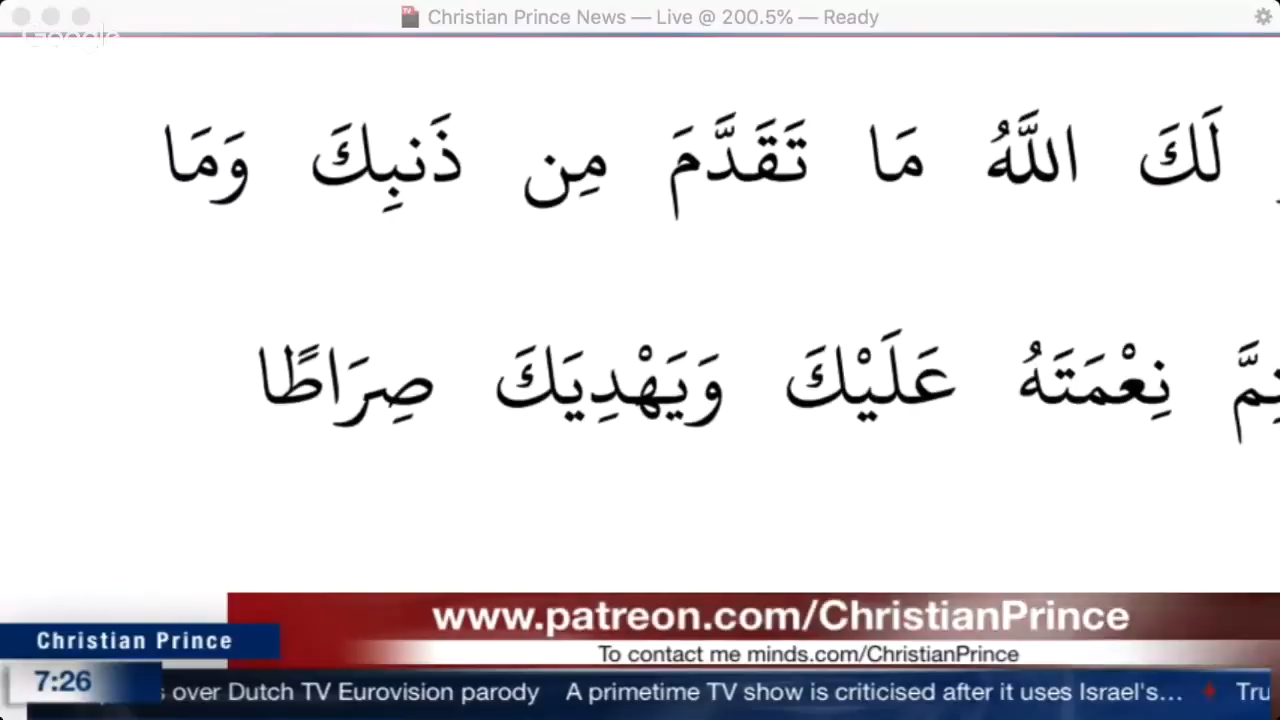 Christian Prince News — Live @ 200.5% — Ready
Google
لَكَ اللَّهُ مَا تَقَدَّمَ مِن ذَنبِكَ وَمَا
نِعْمَتَهُ عَلَيْكَ وَيَهْدِيَكَ صِرَاطًا
www.patreon.com/ChristianPrince
To contact me minds.com/ChristianPrince
Christian Prince
7:26
over Dutch TV Eurovision parody A primetime TV show is criticised after it uses Israel's...